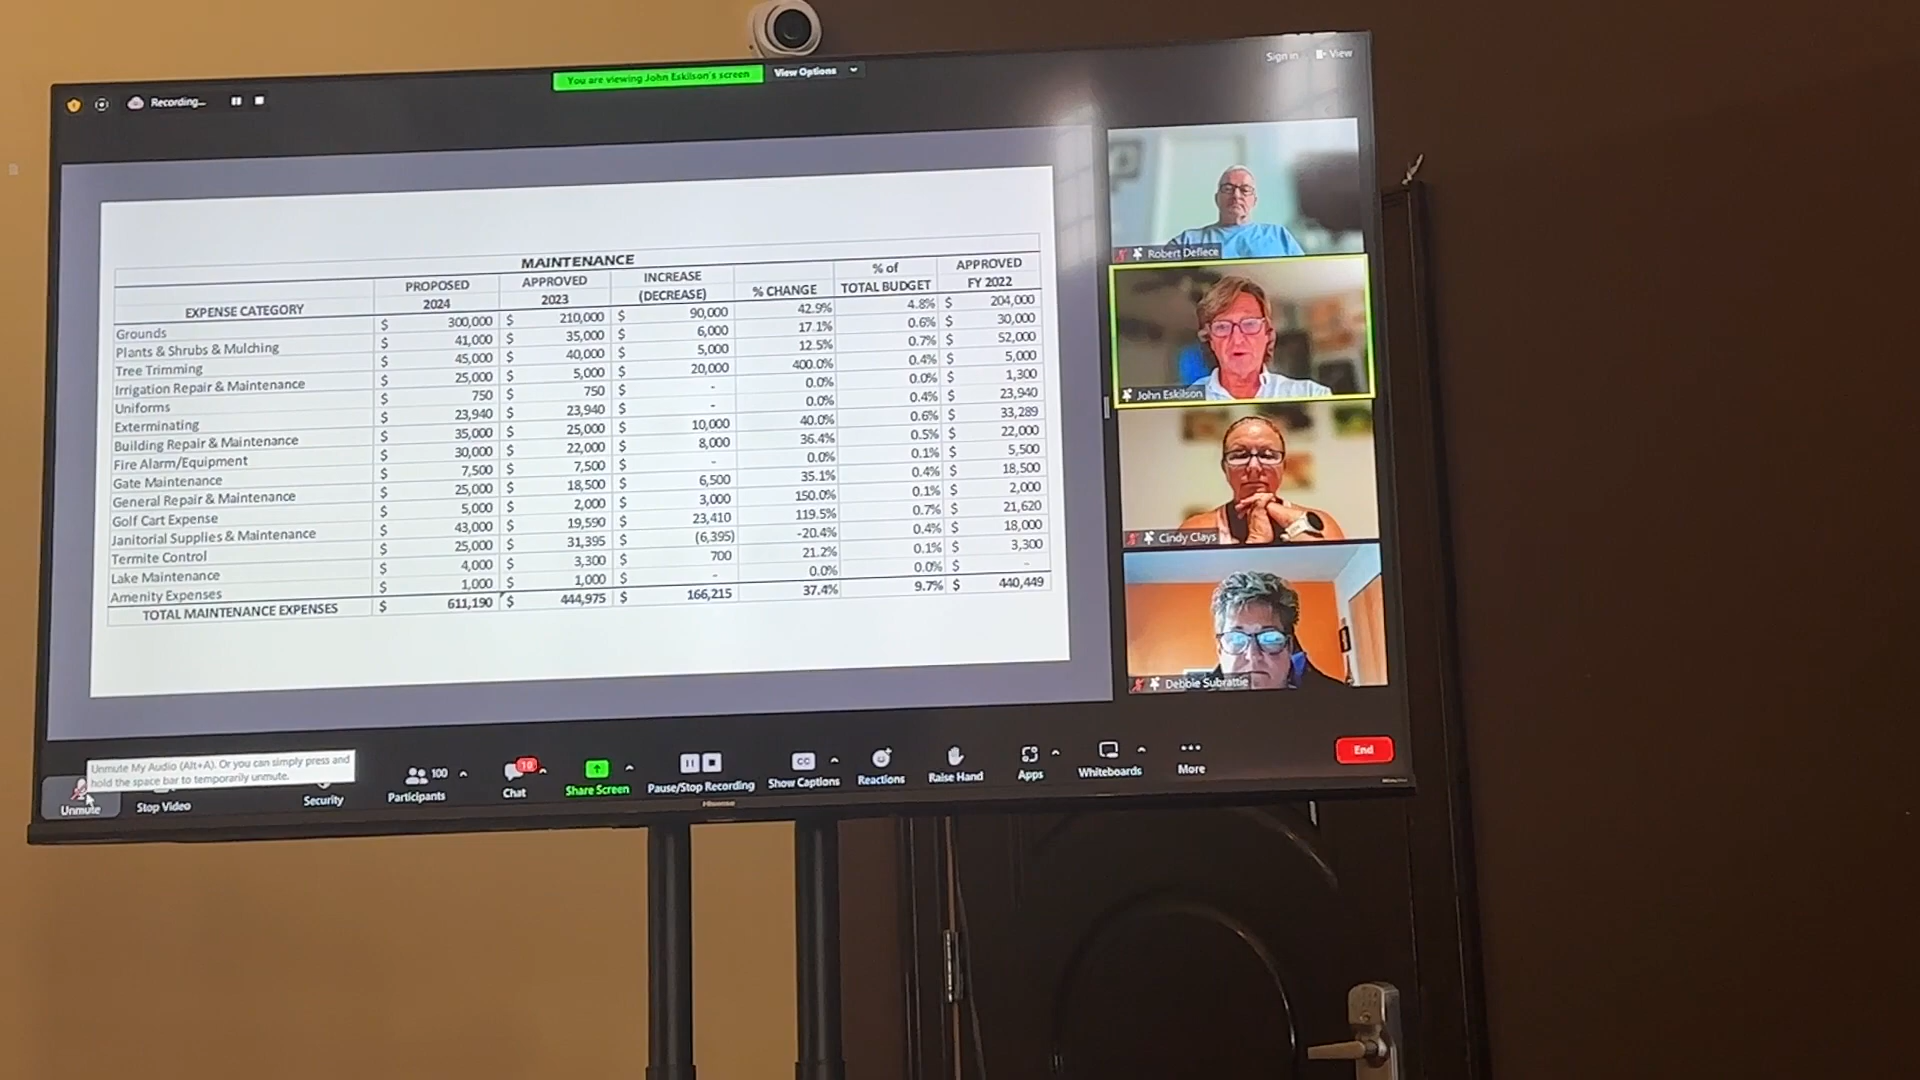 Sign in View
You are viewing John Eskilson's screen View Options
Recording...
MAINTENANCE
EXPENSE CATEGORY PROPOSED 2024 APPROVED 2023 INCREASE (DECREASE) % CHANGE % of TOTAL BUDGET APPROVED FY 2022
Grounds $ 300,000 $ 210,000 $ 90,000 42.9% 4.8% $ 204,000
Plants & Shrubs & Mulching $ 41,000 $ 35,000 $ 6,000 17.1% 0.6% $ 30,000
Tree Trimming $ 45,000 $ 40,000 $ 5,000 12.5% 0.7% $ 52,000
Irrigation Repair & Maintenance $ 25,000 $ 5,000 $ 20,000 400.0% 0.4% $ 5,000
Uniforms $ 750 $ 750 $ - 0.0% 0.0% $ 1,300
Exterminating $ 23,940 $ 23,940 $ - 0.0% 0.4% $ 23,940
Building Repair & Maintenance $ 35,000 $ 25,000 $ 10,000 40.0% 0.6% $ 33,289
Fire Alarm/Equipment $ 30,000 $ 22,000 $ 8,000 36.4% 0.5% $ 22,000
Gate Maintenance $ 7,500 $ 7,500 $ - 0.0% 0.1% $ 5,500
General Repair & Maintenance $ 25,000 $ 18,500 $ 6,500 35.1% 0.4% $ 18,500
Golf Cart Expense $ 5,000 $ 2,000 $ 3,000 150.0% 0.1% $ 2,000
Janitorial Supplies & Maintenance $ 43,000 $ 19,590 $ 23,410 119.5% 0.7% $ 21,620
Termite Control $ 25,000 $ 31,395 $ (6,395) -20.4% 0.4% $ 18,000
Lake Maintenance $ 4,000 $ 3,300 $ 700 21.2% 0.1% $ 3,300
Amenity Expenses $ 1,000 $ 1,000 $ - 0.0% 0.0% $ -
TOTAL MAINTENANCE EXPENSES $ 611,190 $ 444,975 $ 166,215 37.4% 9.7% $ 440,449
Robert Defiece
John Eskilson
Cindy Clays
Debbie Subrattie
Unmute My Audio (Alt+A). Or you can simply press and
hold the space bar to temporarily unmute.
Unmute Stop Video Security Participants 100 Chat 10 Share Screen Pause/Stop Recording CC Show Captions Reactions Raise Hand Apps Whiteboards More End
Hisense